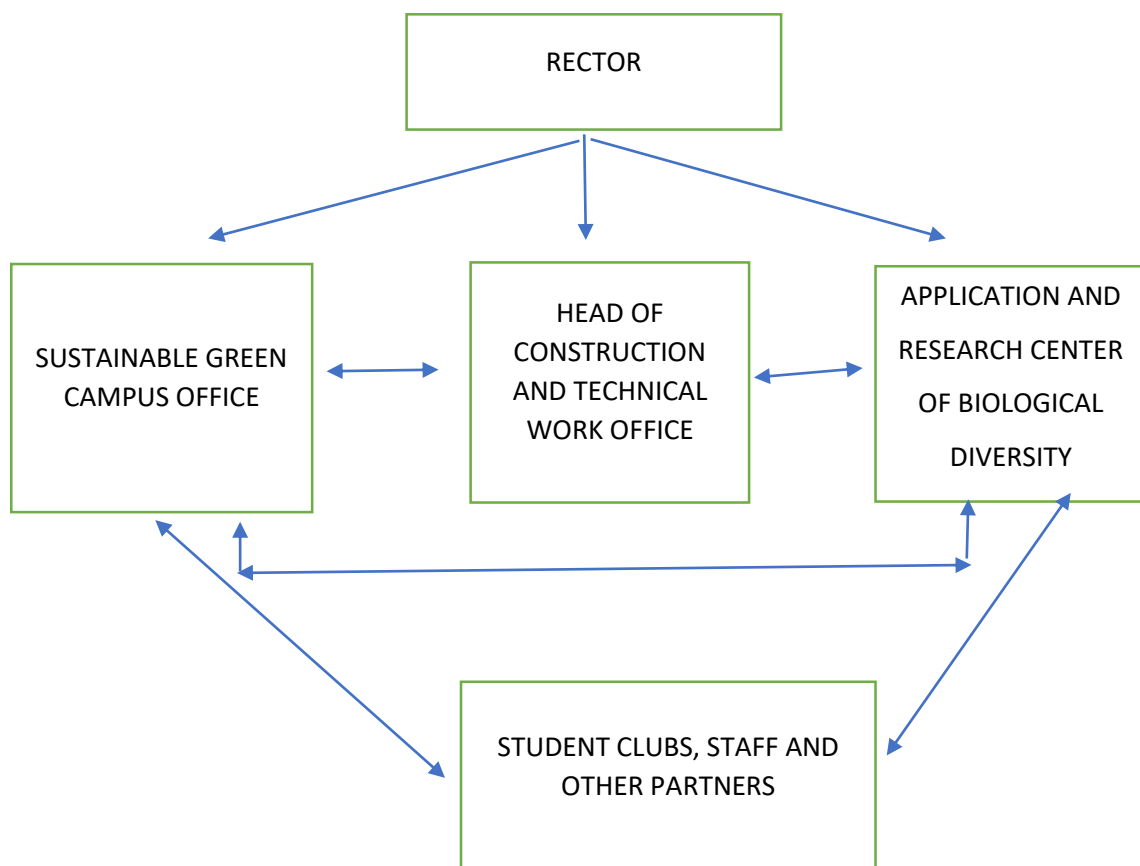 RECTOR
SUSTAINABLE GREEN
CAMPUS OFFICE
HEAD OF
CONSTRUCTION
AND TECHNICAL
WORK OFFICE
APPLICATION AND
RESEARCH CENTER
OF BIOLOGICAL
DIVERSITY
STUDENT CLUBS, STAFF AND
OTHER PARTNERS